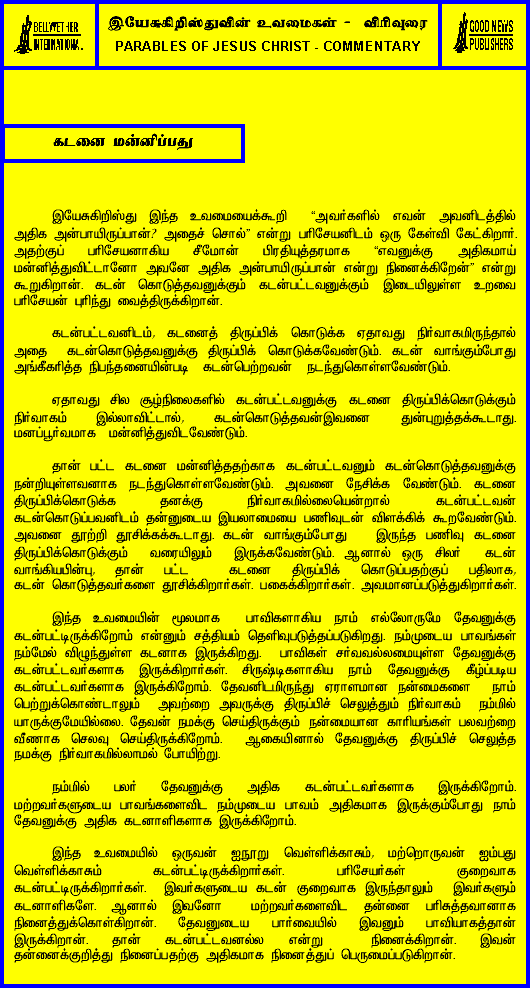 BELLWETHER
INTERNATIONAL
இயேசுகிறிஸ்துவின் உவமைகள் - விரிவுரை
PARABLES OF JESUS CHRIST - COMMENTARY
GOOD NEWS
PUBLISHERS
கடனை மன்னிப்பது
இயேசுகிறிஸ்து இந்த உவமையைக்கூறி “அவர்களில் எவன் அவனிடத்தில்
அதிக அன்பாயிருப்பான்? அதைச் சொல்” என்று பரிசேயனிடம் ஒரு கேள்வி கேட்கிறார்.
அதற்குப் பரிசேயனாகிய சீமோன் பிரதியுத்தரமாக “எவனுக்கு அதிகமாய்
மன்னித்துவிட்டானோ அவனே அதிக அன்பாயிருப்பான் என்று நினைக்கிறேன்” என்று
கூறுகிறான். கடன் கொடுத்தவனுக்கும் கடன்பட்டவனுக்கும் இடையிலுள்ள உறவை
பரிசேயன் புரிந்து வைத்திருக்கிறான்.
கடன்பட்டவனிடம், கடனைத் திருப்பிக் கொடுக்க ஏதாவது நிர்வாகமிருந்தால்
அதை கடன்கொடுத்தவனுக்கு திருப்பிக் கொடுக்கவேண்டும். கடன் வாங்கும்போது
அங்கீகரித்த நிபந்தனையின்படி கடன்பெற்றவன் நடந்துகொள்ளவேண்டும்.
ஏதாவது சில சூழ்நிலைகளில் கடன்பட்டவனுக்கு கடனை திருப்பிக்கொடுக்கும்
நிர்வாகம் இல்லாவிட்டால், கடன்கொடுத்தவன்இவனை துன்புறுத்தக்கூடாது.
மனப்பூர்வமாக மன்னித்துவிடவேண்டும்.
தான் பட்ட கடனை மன்னித்ததற்காக கடன்பட்டவனும் கடன்கொடுத்தவனுக்கு
நன்றியுள்ளவனாக நடந்துகொள்ளவேண்டும். அவனை நேசிக்க வேண்டும். கடனை
திருப்பிக்கொடுக்க தனக்கு நிர்வாகமில்லையென்றால் கடன்பட்டவன்
கடன்கொடுப்பவனிடம் தன்னுடைய இயலாமையை பணிவுடன் விளக்கிக் கூறவேண்டும்.
அவனை தூற்றி தூசிக்கக்கூடாது. கடன் வாங்கும்போது இருந்த பணிவு கடனை
திருப்பிக்கொடுக்கும் வரையிலும் இருக்கவேண்டும். ஆனால் ஒரு சிலர் கடன்
வாங்கியபின்பு, தான் பட்ட கடனை திருப்பிக் கொடுப்பதற்குப் பதிலாக,
கடன் கொடுத்தவர்களை தூசிக்கிறார்கள். பகைக்கிறார்கள். அவமானப்படுத்துகிறார்கள்.
இந்த உவமையின் மூலமாக பாவிகளாகிய நாம் எல்லோருமே தேவனுக்கு
கடன்பட்டிருக்கிறோம் என்னும் சத்தியம் தெளிவுபடுத்தப்படுகிறது. நம்முடைய பாவங்கள்
நம்மேல் விழுந்துள்ள கடனாக இருக்கிறது. பாவிகள் சர்வவல்லமையுள்ள தேவனுக்கு
கடன்பட்டவர்களாக இருக்கிறார்கள். சிருஷ்டிகளாகிய நாம் தேவனுக்கு கீழ்ப்படிய
கடன்பட்டவர்களாக இருக்கிறோம். தேவனிடமிருந்து ஏராளமான நன்மைகளை நாம்
பெற்றுக்கொண்டாலும் அவற்றை அவருக்கு திருப்பிச் செலுத்தும் நிர்வாகம் நம்மில்
யாருக்குமேயில்லை. தேவன் நமக்கு செய்திருக்கும் நன்மையான காரியங்கள் பலவற்றை
வீணாக செலவு செய்திருக்கிறோம். ஆகையினால் தேவனுக்கு திருப்பிச் செலுத்த
நமக்கு நிர்வாகமில்லாமல் போயிற்று.
நம்மில் பலர் தேவனுக்கு அதிக கடன்பட்டவர்களாக இருக்கிறோம்.
மற்றவர்களுடைய பாவங்களைவிட நம்முடைய பாவம் அதிகமாக இருக்கும்போது நாம்
தேவனுக்கு அதிக கடனாளிகளாக இருக்கிறோம்.
இந்த உவமையில் ஒருவன் ஐநூறு வெள்ளிக்காசும், மற்றொருவன் ஐம்பது
வெள்ளிக்காசும் கடன்பட்டிருக்கிறார்கள். பரிசேயர்கள் குறைவாக
கடன்பட்டிருக்கிறார்கள். இவர்களுடைய கடன் குறைவாக இருந்தாலும் இவர்களும்
கடனாளிகளே. ஆனால் இவனோ மற்றவர்களைவிட தன்னை பரிசுத்தவானாக
நினைத்துக்கொள்கிறான். தேவனுடைய பார்வையில் இவனும் பாவியாகத்தான்
இருக்கிறான். தான் கடன்பட்டவனல்ல என்று நினைக்கிறான். இவன்
தன்னைக்குறித்து நினைப்பதற்கு அதிகமாக நினைத்துப் பெருமைப்படுகிறான்.